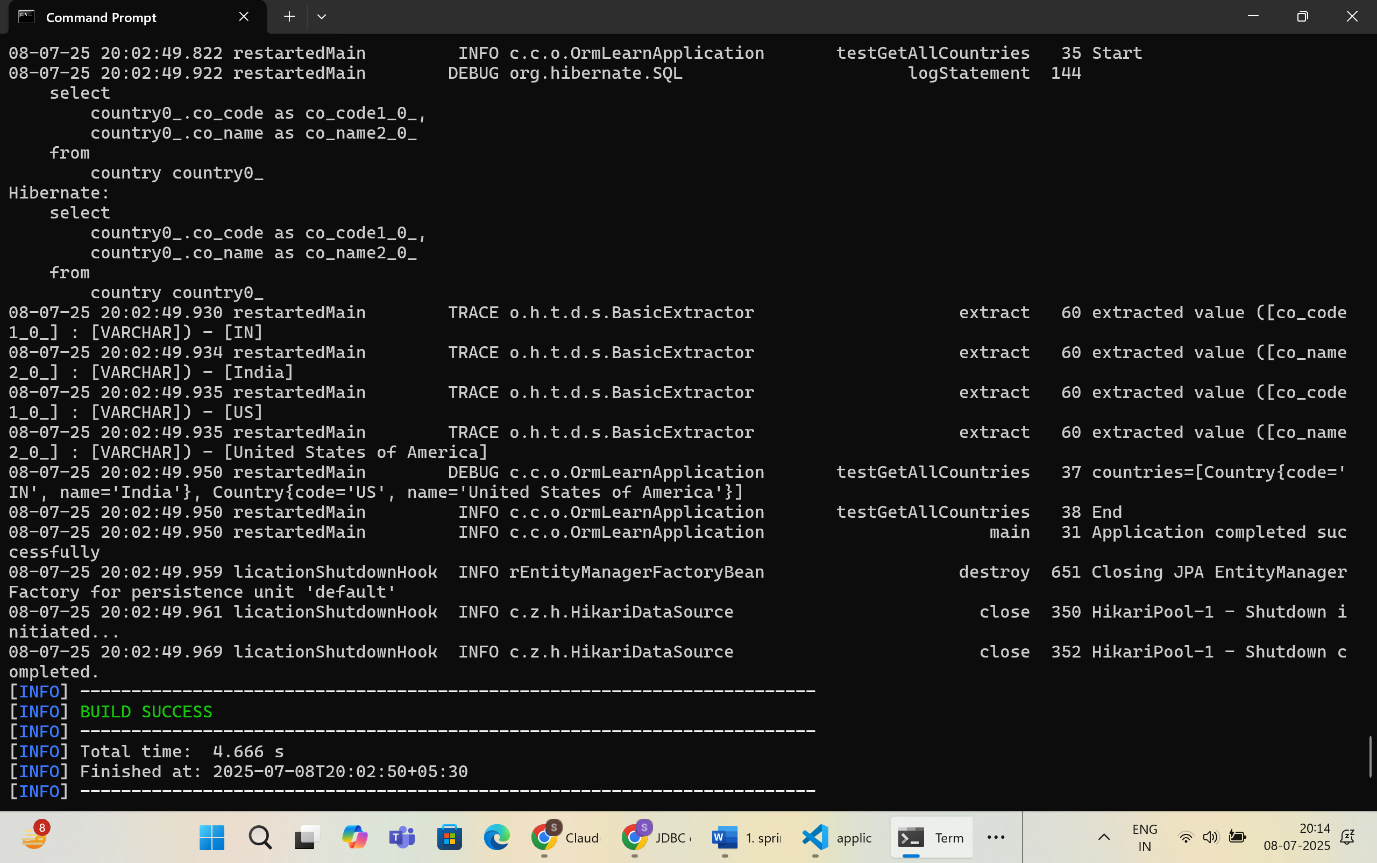 Command Prompt
08-07-25 20:02:49.822 restartedMain INFO c.c.o.OrmLearnApplication testGetAllCountries 35 Start
08-07-25 20:02:49.922 restartedMain DEBUG org.hibernate.SQL logStatement 144
select
country0_.co_code as co_code1_0_,
country0_.co_name as co_name2_0_
from
country country0_
Hibernate:
select
country0_.co_code as co_code1_0_,
country0_.co_name as co_name2_0_
from
country country0_
08-07-25 20:02:49.930 restartedMain TRACE o.h.t.d.s.BasicExtractor extract 60 extracted value ([co_code
1_0_] : [VARCHAR]) - [IN]
08-07-25 20:02:49.934 restartedMain TRACE o.h.t.d.s.BasicExtractor extract 60 extracted value ([co_name
2_0_] : [VARCHAR]) - [India]
08-07-25 20:02:49.935 restartedMain TRACE o.h.t.d.s.BasicExtractor extract 60 extracted value ([co_code
1_0_] : [VARCHAR]) - [US]
08-07-25 20:02:49.935 restartedMain TRACE o.h.t.d.s.BasicExtractor extract 60 extracted value ([co_name
2_0_] : [VARCHAR]) - [United States of America]
08-07-25 20:02:49.950 restartedMain DEBUG c.c.o.OrmLearnApplication testGetAllCountries 37 countries=[Country{code='
IN', name='India'}, Country{code='US', name='United States of America'}]
08-07-25 20:02:49.950 restartedMain INFO c.c.o.OrmLearnApplication testGetAllCountries 38 End
08-07-25 20:02:49.950 restartedMain INFO c.c.o.OrmLearnApplication main 31 Application completed suc
cessfully
08-07-25 20:02:49.959 licationShutdownHook INFO rEntityManagerFactoryBean destroy 651 Closing JPA EntityManager
Factory for persistence unit 'default'
08-07-25 20:02:49.961 licationShutdownHook INFO c.z.h.HikariDataSource close 350 HikariPool-1 - Shutdown i
nitiated...
08-07-25 20:02:49.969 licationShutdownHook INFO c.z.h.HikariDataSource close 352 HikariPool-1 - Shutdown c
ompleted.
[INFO] ------------------------------------------------------------------------
[INFO] BUILD SUCCESS
[INFO] ------------------------------------------------------------------------
[INFO] Total time: 4.666 s
[INFO] Finished at: 2025-07-08T20:02:50+05:30
[INFO] ------------------------------------------------------------------------
8
S Claud
S JDBC
W 1. spri
applic
Term
ENG
IN
20:14
08-07-2025